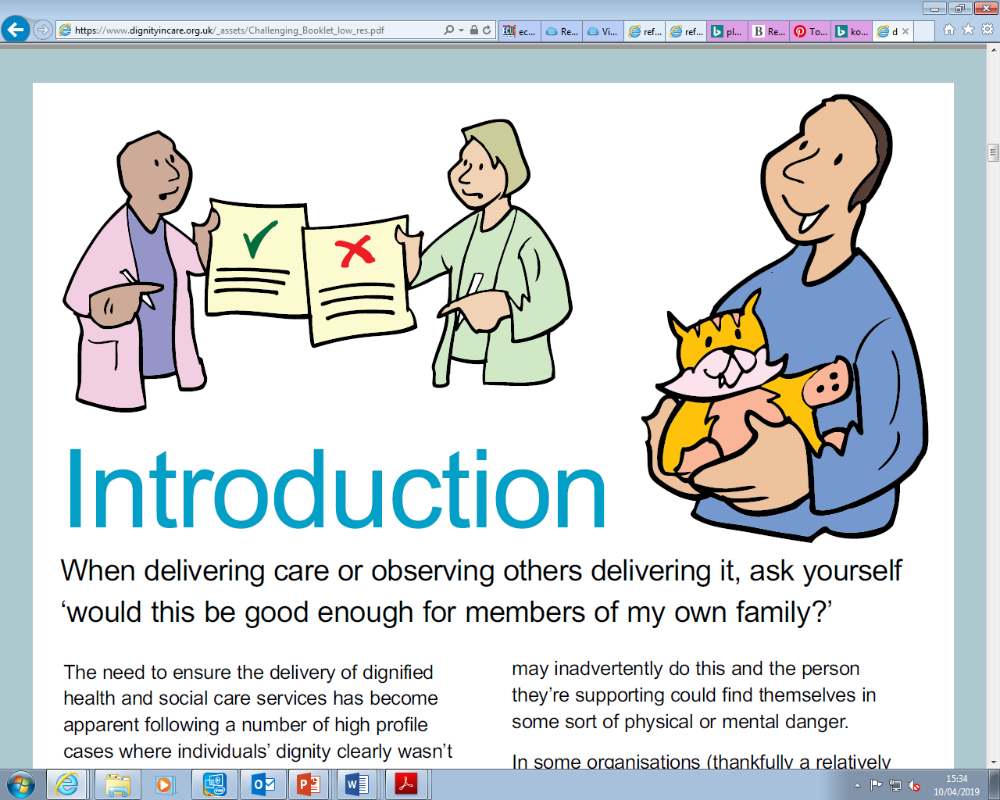 https://www.dignityincare.org.uk/_assets/Challenging_Booklet_low_res.pdf
ec...
Re...
Vi...
ref...
ref...
pl...
Re...
To...
ko...
d
Introduction
When delivering care or observing others delivering it, ask yourself
‘would this be good enough for members of my own family?’
The need to ensure the delivery of dignified
health and social care services has become
apparent following a number of high profile
cases where individuals’ dignity clearly wasn’t
may inadvertently do this and the person
they’re supporting could find themselves in
some sort of physical or mental danger.
In some organisations (thankfully a relatively
15:34
10/04/2019